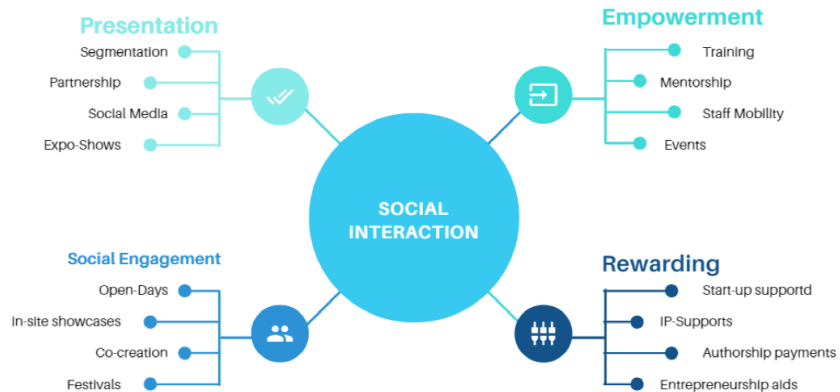 Presentation
Segmentation
Partnership
Social Media
Expo-Shows
Empowerment
Training
Mentorship
Staff Mobility
Events
SOCIAL
INTERACTION
Social Engagement
Open-Days
In-site showcases
Co-creation
Festivals
Rewarding
Start-up supportd
IP-Supports
Authorship payments
Entrepreneurship aids